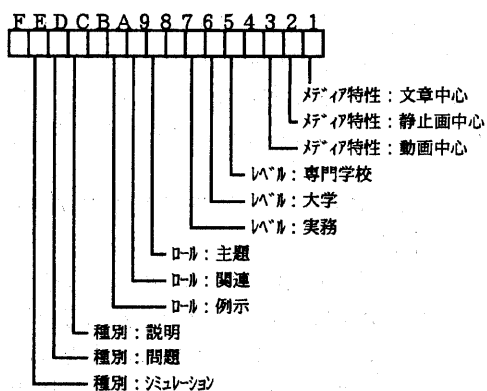 F E D C B A 9 8 7 6 5 4 3 2 1
メディア特性：文章中心
メディア特性：静止画中心
メディア特性：動画中心
レベル：専門学校
レベル：大学
レベル：実務
ロール：主題
ロール：関連
ロール：例示
種別：説明
種別：問題
種別：シミュレーション